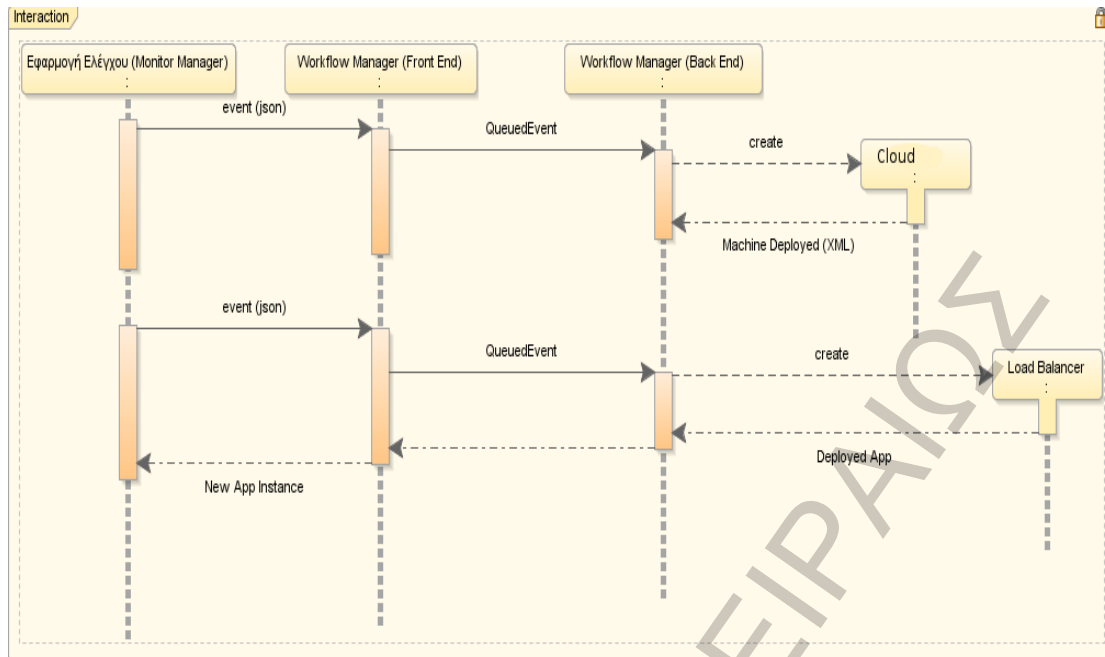 Interaction
Εφαρμογή Ελέγχου (Monitor Manager)
:
Workflow Manager (Front End)
:
Workflow Manager (Back End)
:
event (json)
QueuedEvent
create
Cloud
:
Machine Deployed (XML)
event (json)
QueuedEvent
create
Load Balancer
:
Deployed App
New App Instance
ΕΙΡΑΙΩΣ